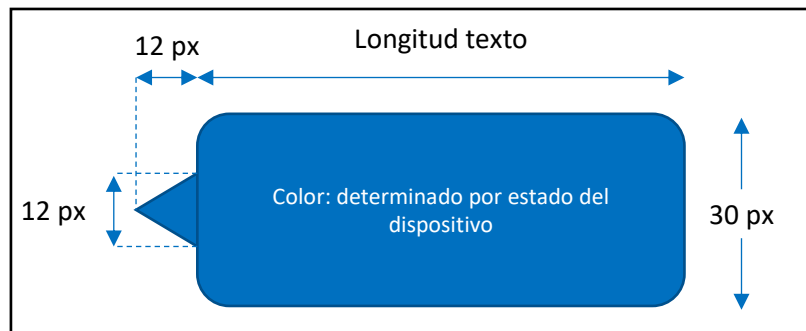 12 px
Longitud texto
12 px
Color: determinado por estado del
dispositivo
30 px